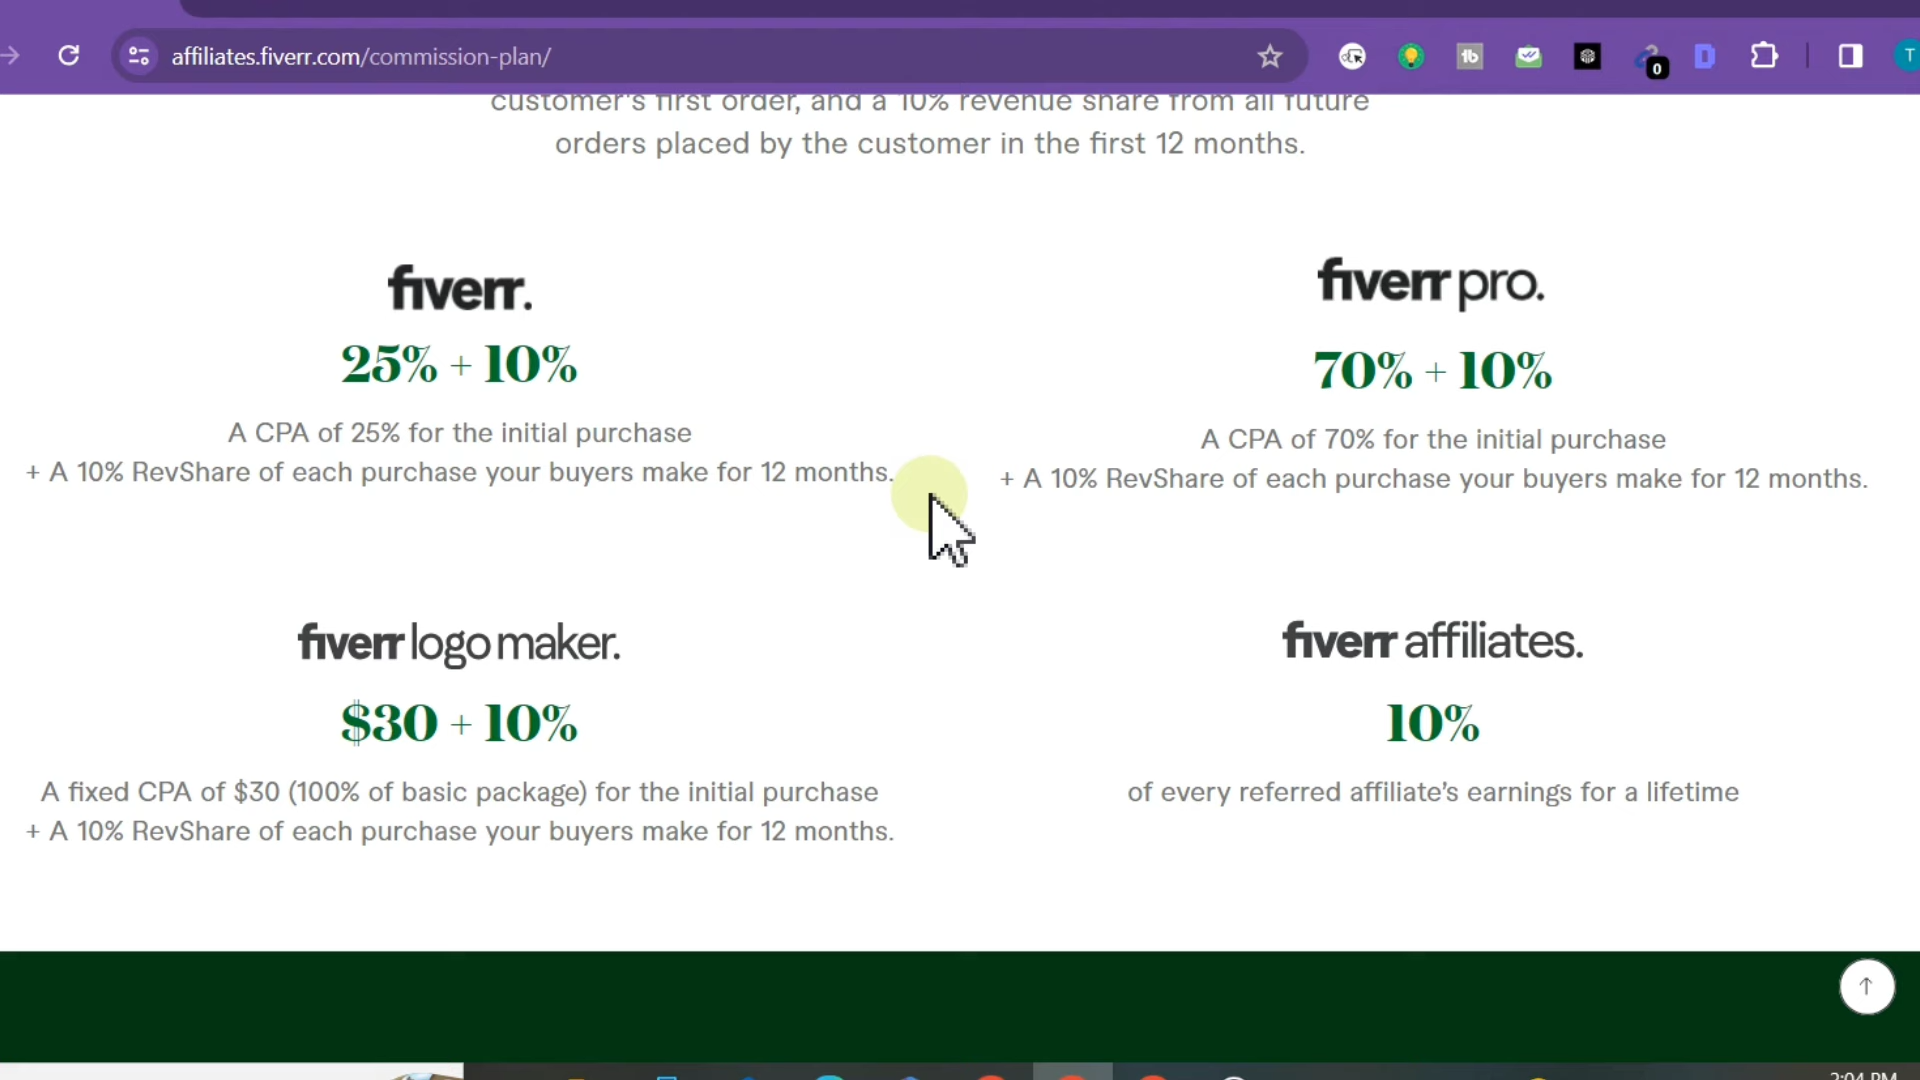 affiliates.fiverr.com/commission-plan/
0
T
customer's first order, and a 10% revenue share from all future
orders placed by the customer in the first 12 months.
fiverr.
25% + 10%
A CPA of 25% for the initial purchase
+ A 10% RevShare of each purchase your buyers make for 12 months.
fiverr pro.
70% + 10%
A CPA of 70% for the initial purchase
+ A 10% RevShare of each purchase your buyers make for 12 months.
fiverr logo maker.
$30 + 10%
A fixed CPA of $30 (100% of basic package) for the initial purchase
+ A 10% RevShare of each purchase your buyers make for 12 months.
fiverr affiliates.
10%
of every referred affiliate's earnings for a lifetime
2:04 PM